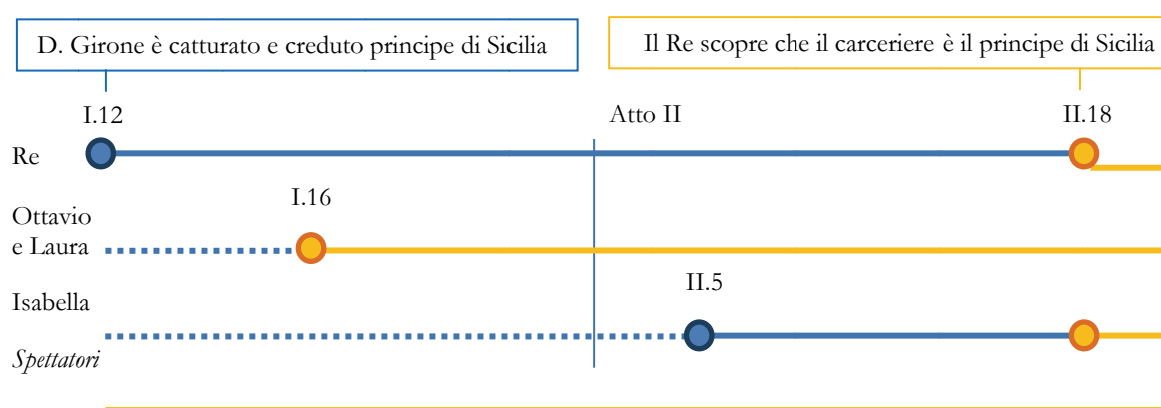 D. Girone è catturato e creduto principe di Sicilia
Il Re scopre che il carceriere è il principe di Sicilia
I.12
Atto II
II.18
Re
I.16
Ottavio
e Laura
II.5
Isabella
Spettatori